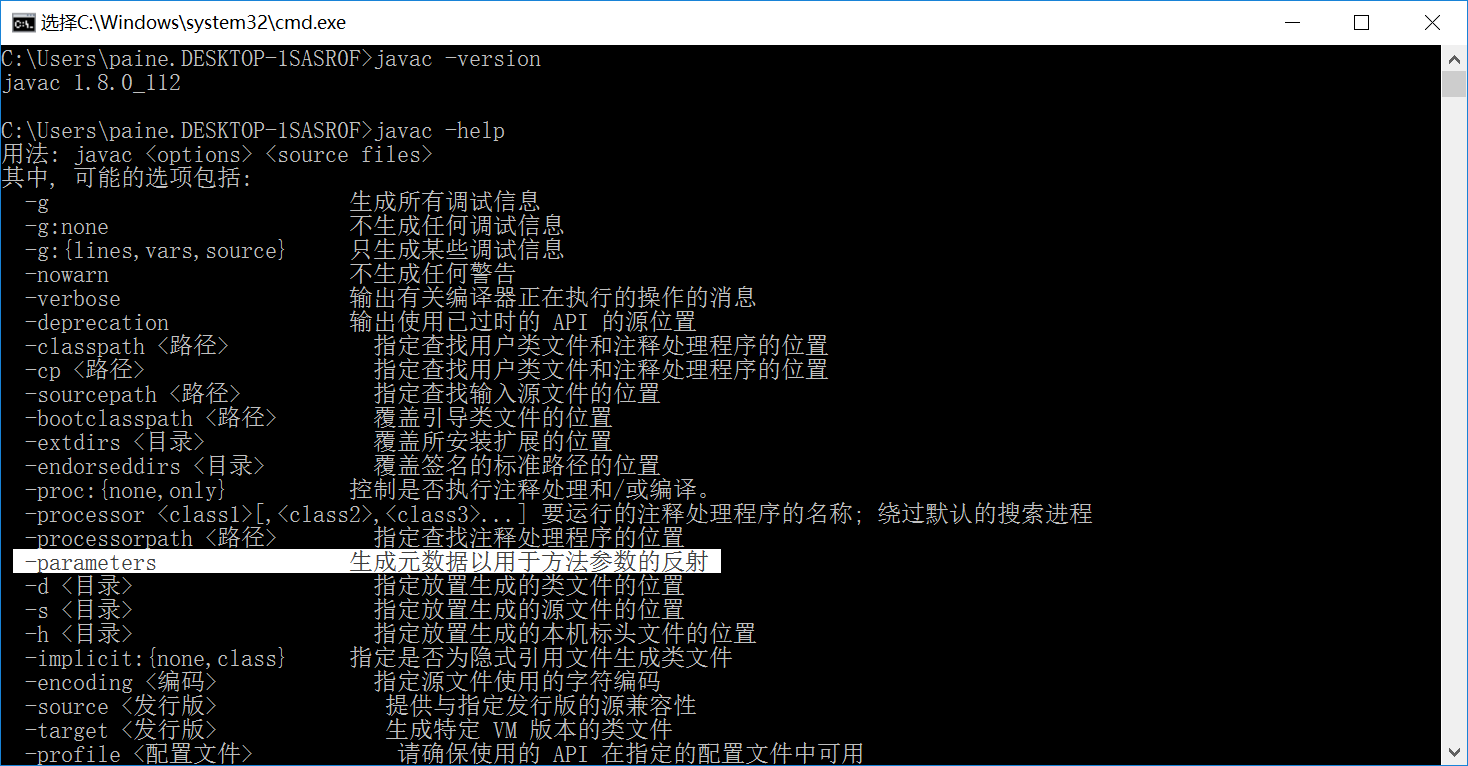 选择C:\Windows\system32\cmd.exe
C:\Users\paine.DESKTOP-1SASR0F>javac -version
javac 1.8.0_112
C:\Users\paine.DESKTOP-1SASR0F>javac -help
用法: javac <options> <source files>
其中, 可能的选项包括:
-g 生成所有调试信息
-g:none 不生成任何调试信息
-g:{lines,vars,source} 只生成某些调试信息
-nowarn 不生成任何警告
-verbose 输出有关编译器正在执行的操作的消息
-deprecation 输出使用已过时的 API 的源位置
-classpath <路径> 指定查找用户类文件和注释处理程序的位置
-cp <路径> 指定查找用户类文件和注释处理程序的位置
-sourcepath <路径> 指定查找输入源文件的位置
-bootclasspath <路径> 覆盖引导类文件的位置
-extdirs <目录> 覆盖所安装扩展的位置
-endorseddirs <目录> 覆盖签名的标准路径的位置
-proc:{none,only} 控制是否执行注释处理和/或编译。
-processor <class1>[,<class2>,<class3>...] 要运行的注释处理程序的名称; 绕过默认的搜索进程
-processorpath <路径> 指定查找注释处理程序的位置
-parameters 生成元数据以用于方法参数的反射
-d <目录> 指定放置生成的类文件的位置
-s <目录> 指定放置生成的源文件的位置
-h <目录> 指定放置生成的本机标头文件的位置
-implicit:{none,class} 指定是否为隐式引用文件生成类文件
-encoding <编码> 指定源文件使用的字符编码
-source <发行版> 提供与指定发行版的源兼容性
-target <发行版> 生成特定 VM 版本的类文件
-profile <配置文件> 请确保使用的 API 在指定的配置文件中可用